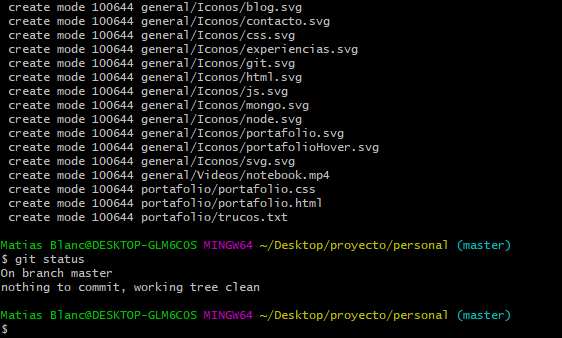 create mode 100644 general/Iconos/blog.svg
create mode 100644 general/Iconos/contacto.svg
create mode 100644 general/Iconos/css.svg
create mode 100644 general/Iconos/experiencias.svg
create mode 100644 general/Iconos/git.svg
create mode 100644 general/Iconos/html.svg
create mode 100644 general/Iconos/js.svg
create mode 100644 general/Iconos/mongo.svg
create mode 100644 general/Iconos/node.svg
create mode 100644 general/Iconos/portafolio.svg
create mode 100644 general/Iconos/portafolioHover.svg
create mode 100644 general/Iconos/svg.svg
create mode 100644 general/Videos/notebook.mp4
create mode 100644 portafolio/portafolio.css
create mode 100644 portafolio/portafolio.html
create mode 100644 portafolio/trucos.txt
Matias Blanc@DESKTOP-GLM6COS MINGW64 ~/Desktop/proyecto/personal (master)
$ git status
On branch master
nothing to commit, working tree clean
Matias Blanc@DESKTOP-GLM6COS MINGW64 ~/Desktop/proyecto/personal (master)
$